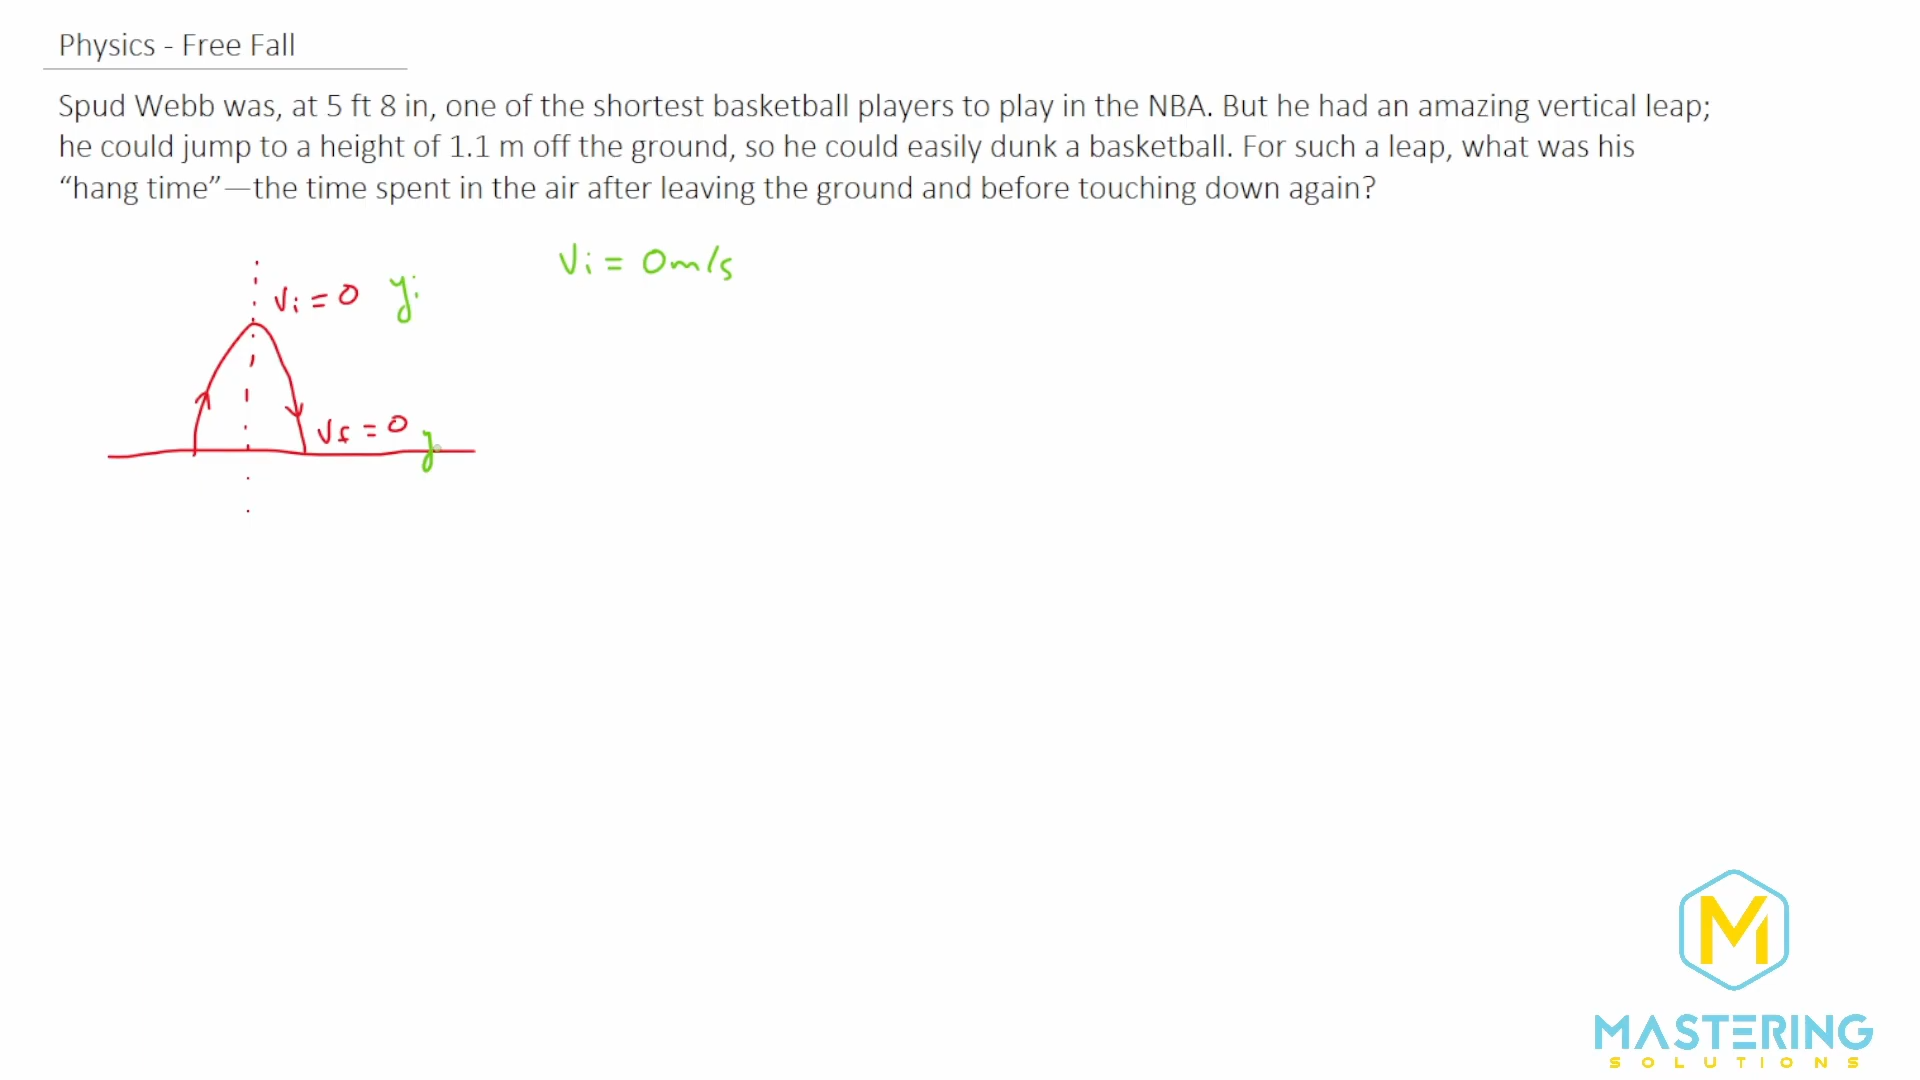 Physics - Free Fall
Spud Webb was, at 5 ft 8 in, one of the shortest basketball players to play in the NBA. But he had an amazing vertical leap;
he could jump to a height of 1.1 m off the ground, so he could easily dunk a basketball. For such a leap, what was his
“hang time”—the time spent in the air after leaving the ground and before touching down again?
Vi = 0m/s
Vi = 0 yi
Vf = 0 y
M
MASTERING
SOLUTIONS